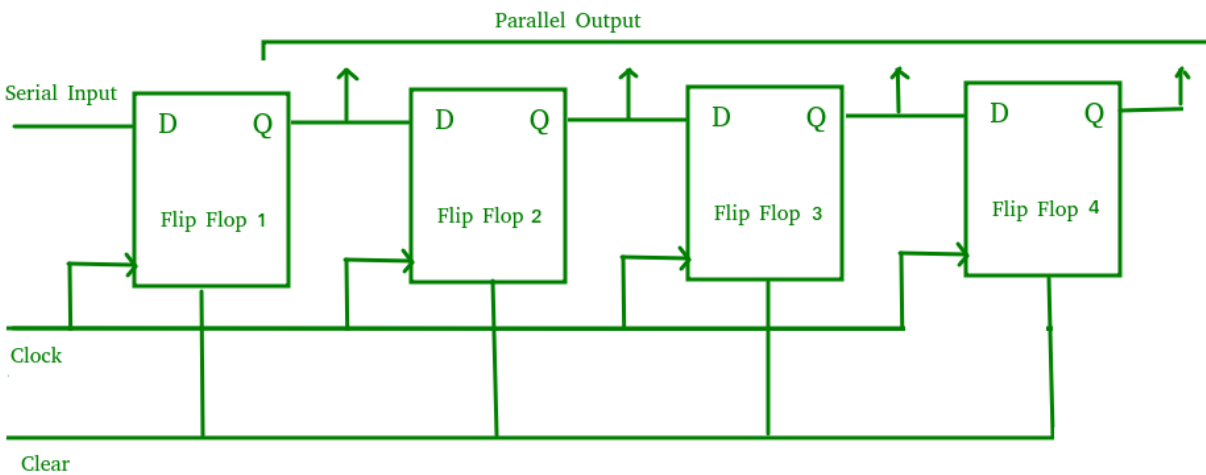 Parallel Output
Serial Input
D Q
D Q
D Q
D Q
Flip Flop 1
Flip Flop 2
Flip Flop 3
Flip Flop 4
Clock
Clear